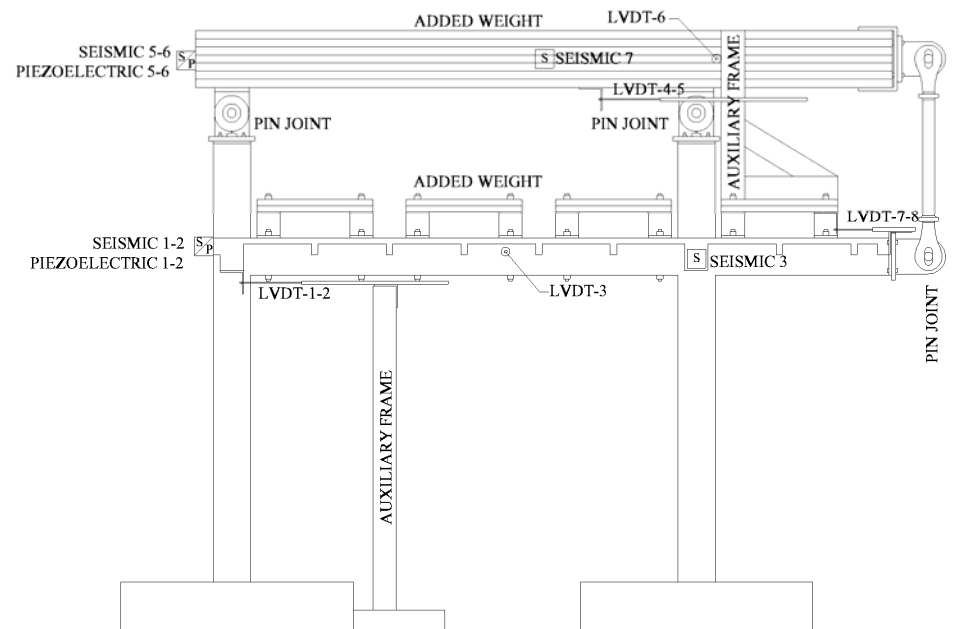 ADDED WEIGHT
LVDT-6
SEISMIC 5-6
PIEZOELECTRIC 5-6
S
P
S
SEISMIC 7
AUXILIARY FRAME
LVDT-4-5
PIN JOINT
PIN JOINT
ADDED WEIGHT
LVDT-7-8
SEISMIC 1-2
PIEZOELECTRIC 1-2
S
P
S
SEISMIC 3
LVDT-1-2
LVDT-3
PIN JOINT
AUXILIARY FRAME